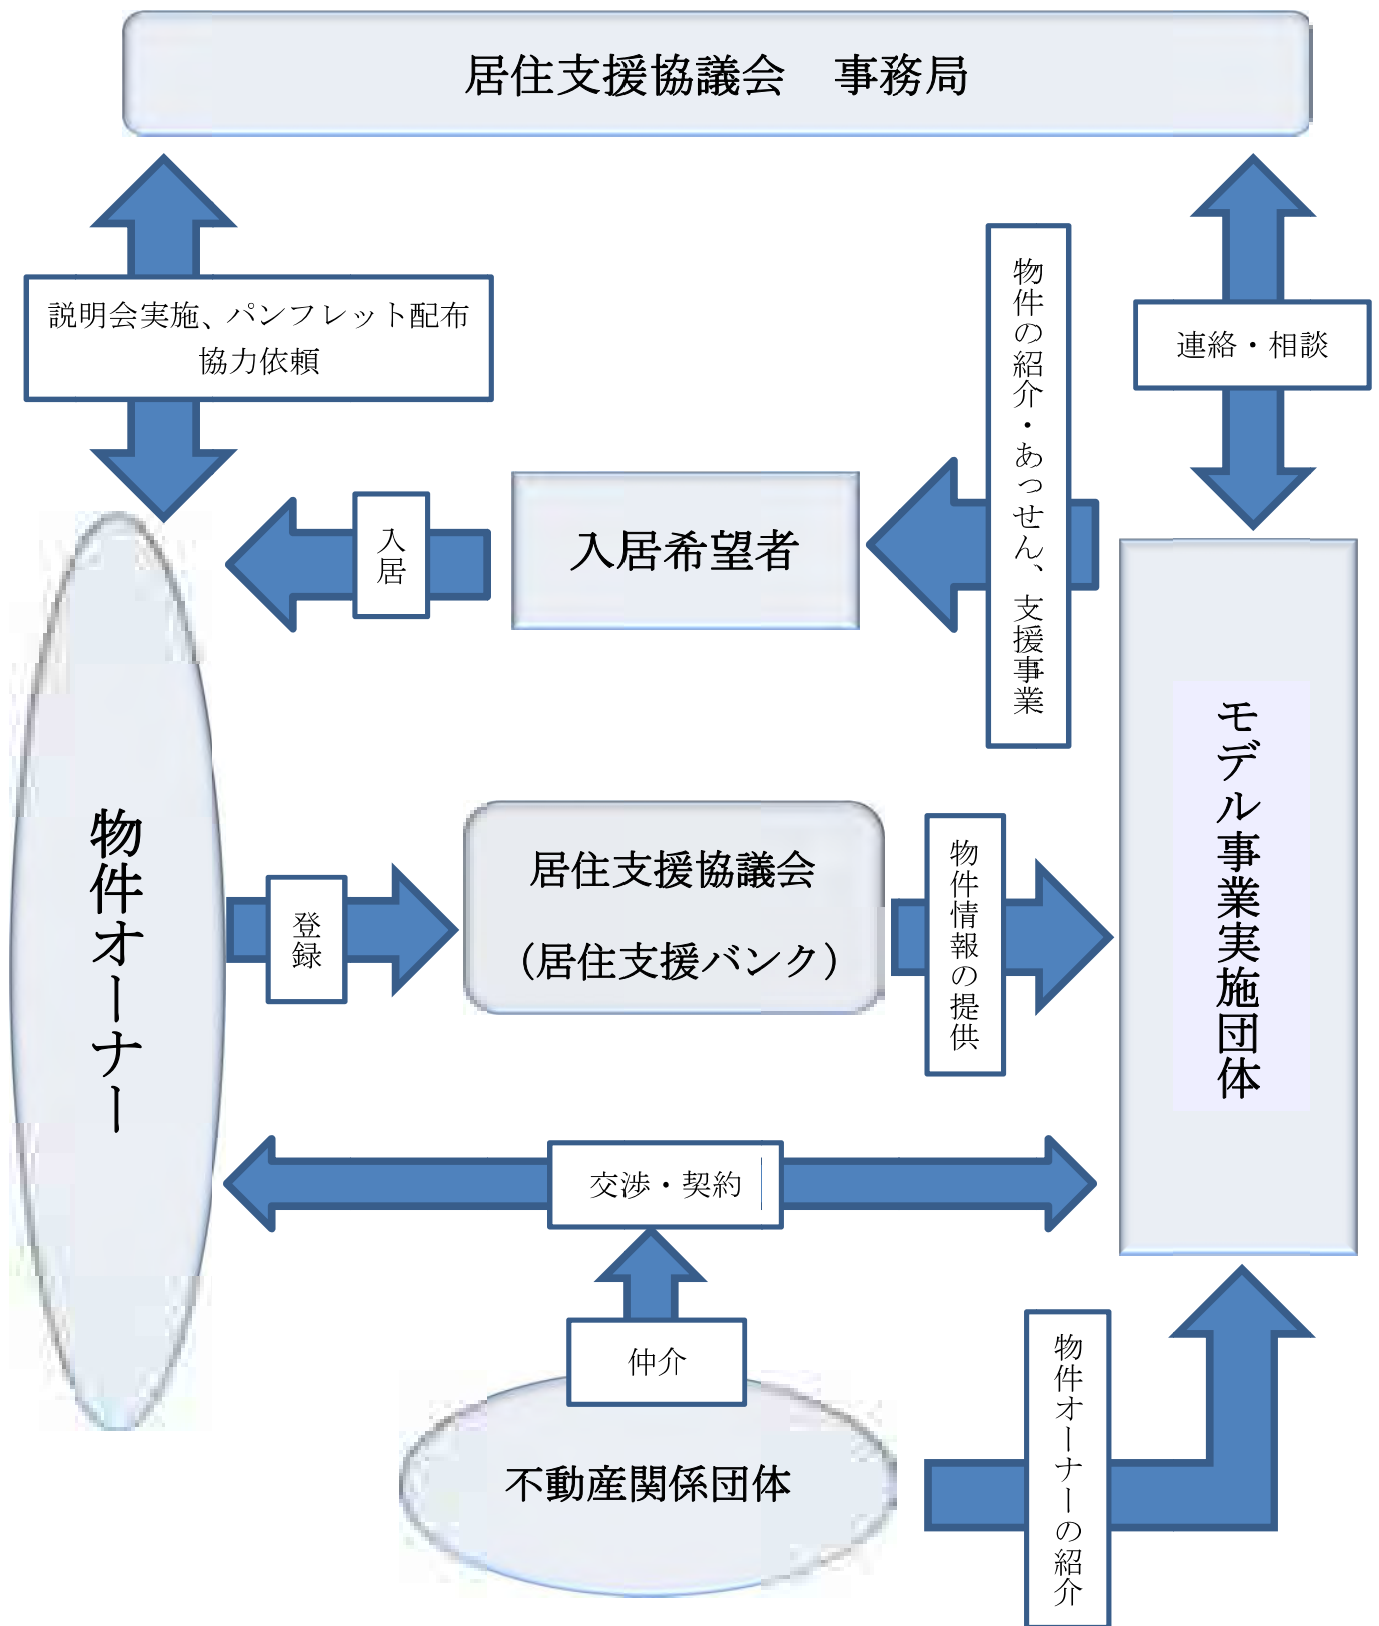 居住支援協議会　事務局
説明会実施、パンフレット配布
協力依頼
物件の紹介・あっせん、支援事業
連絡・相談
入居
入居希望者
物件オーナー
登録
居住支援協議会
（居住支援バンク）
物件情報の提供
モデル事業実施団体
交渉・契約
仲介
不動産関係団体
物件オーナーの紹介